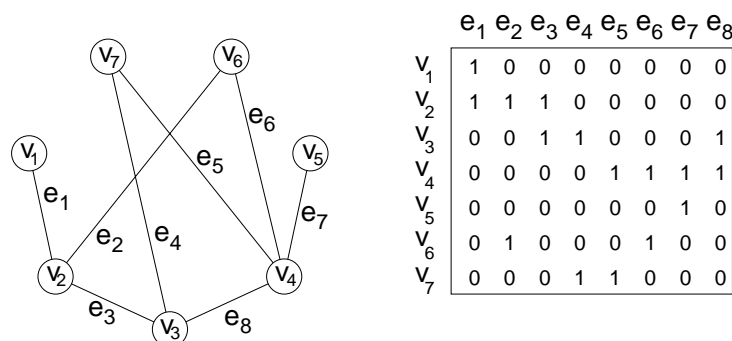 v7
v6
v1
v5
e6
e5
e1
e7
e2
e4
v2
v4
e3
v3
e8
e1 e2 e3 e4 e5 e6 e7 e8
v1 1 0 0 0 0 0 0 0
v2 1 1 1 0 0 0 0 0
v3 0 0 1 1 0 0 0 1
v4 0 0 0 0 1 1 1 1
v5 0 0 0 0 0 0 1 0
v6 0 1 0 0 0 1 0 0
v7 0 0 0 1 1 0 0 0